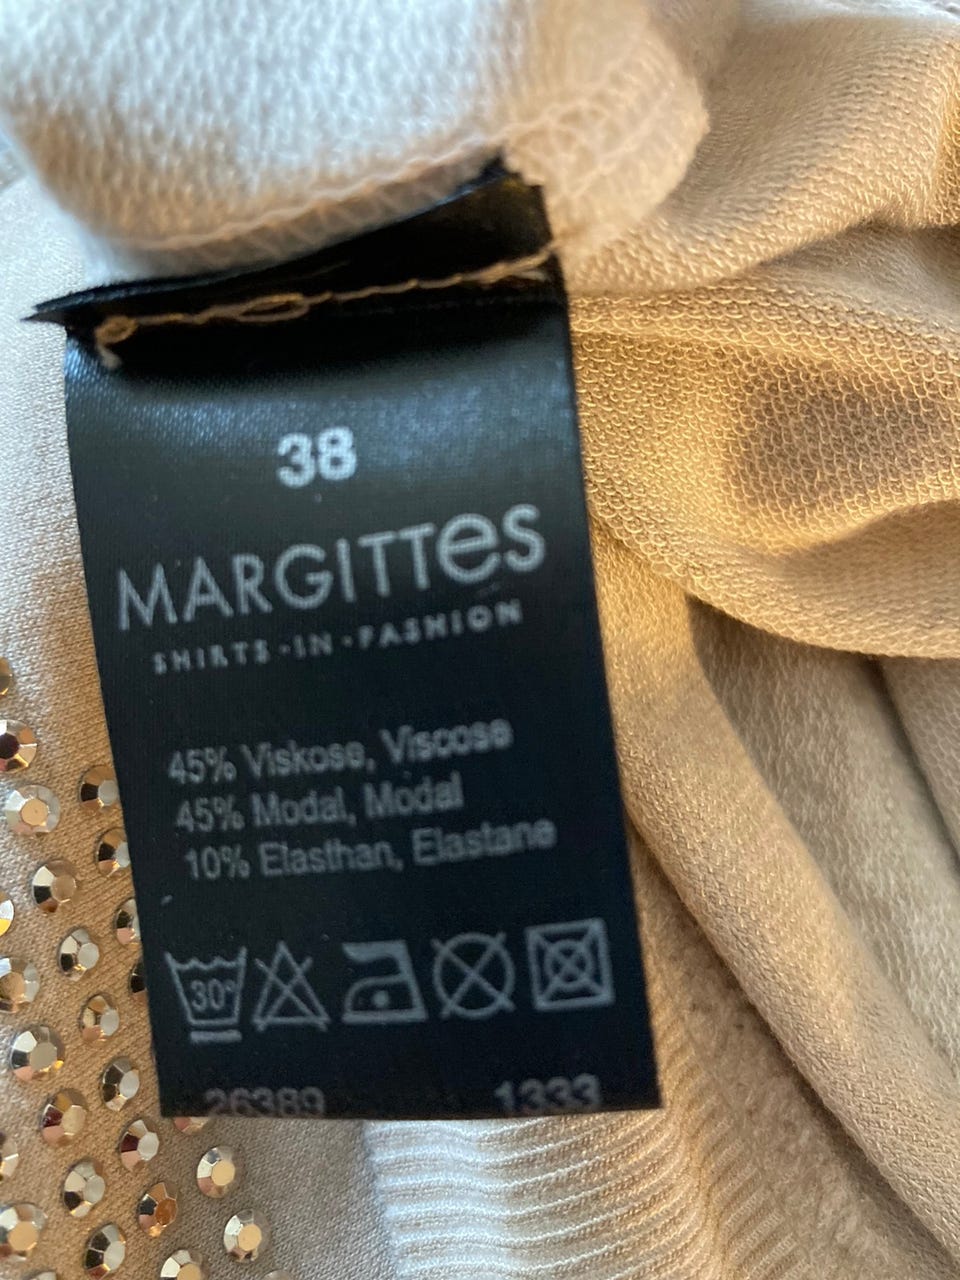 38
MARGITTes
SHIRTS-IN-FASHION
45% Viskose, Viscose
45% Modal, Modal
10% Elasthan, Elastane
30°
26389 1333